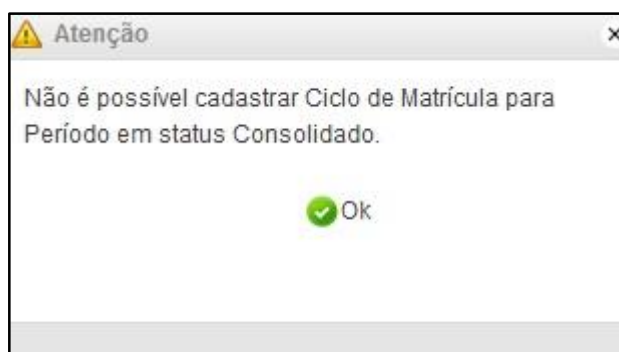 Atenção
Não é possível cadastrar Ciclo de Matrícula para
Período em status Consolidado.
Ok